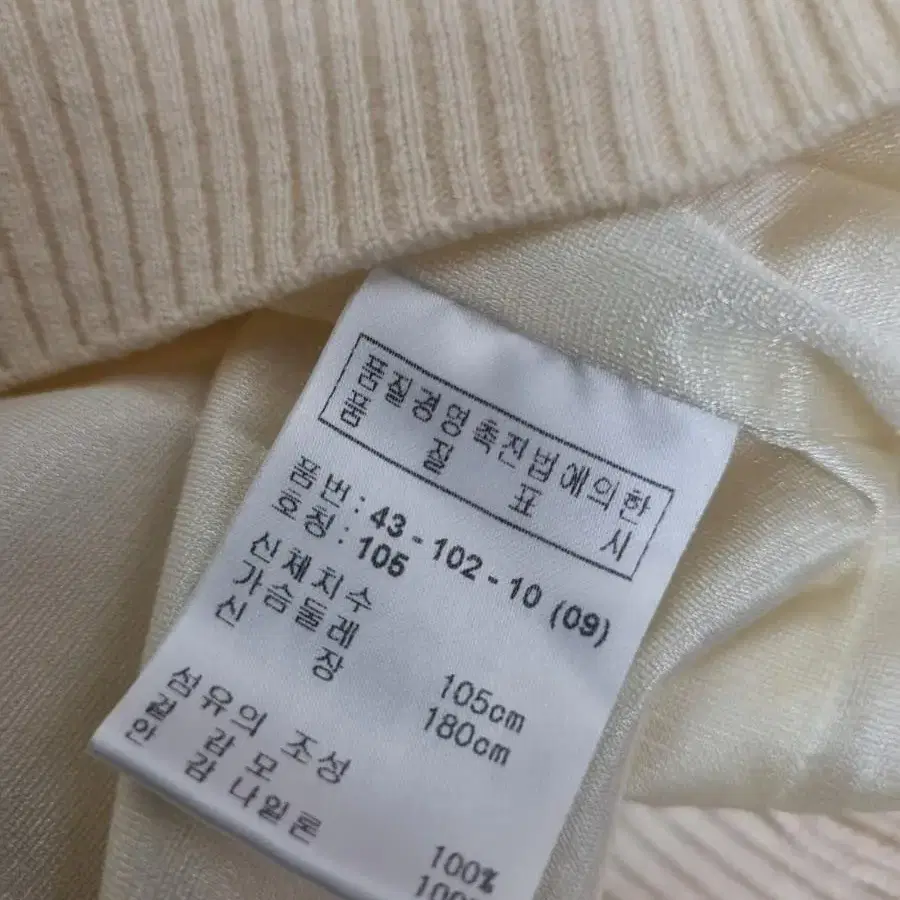 품질경영촉진법에의한
품 질 표 시
품번 : 43 - 102 - 10 (09)
호칭 : 105
신체치수
가슴둘레 105cm
신 장 180cm
섬유의 조성
겉 감 모 100%
안 감 나일론 100%